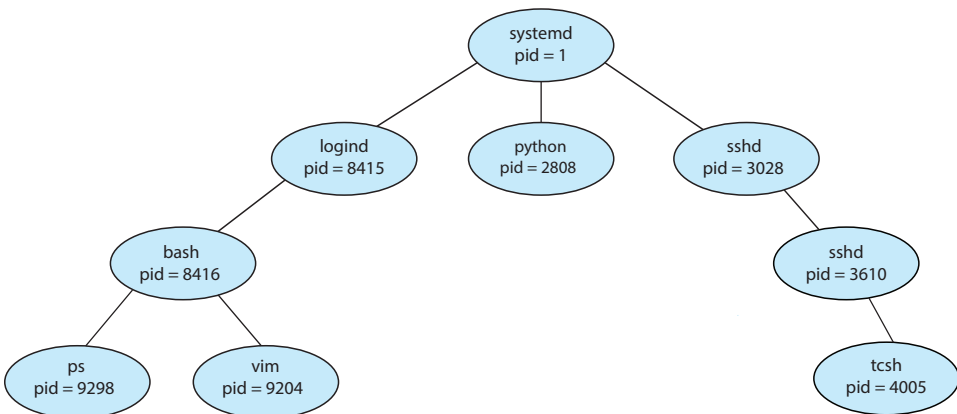 systemd
pid = 1
logind
pid = 8415
python
pid = 2808
sshd
pid = 3028
bash
pid = 8416
sshd
pid = 3610
ps
pid = 9298
vim
pid = 9204
tcsh
pid = 4005